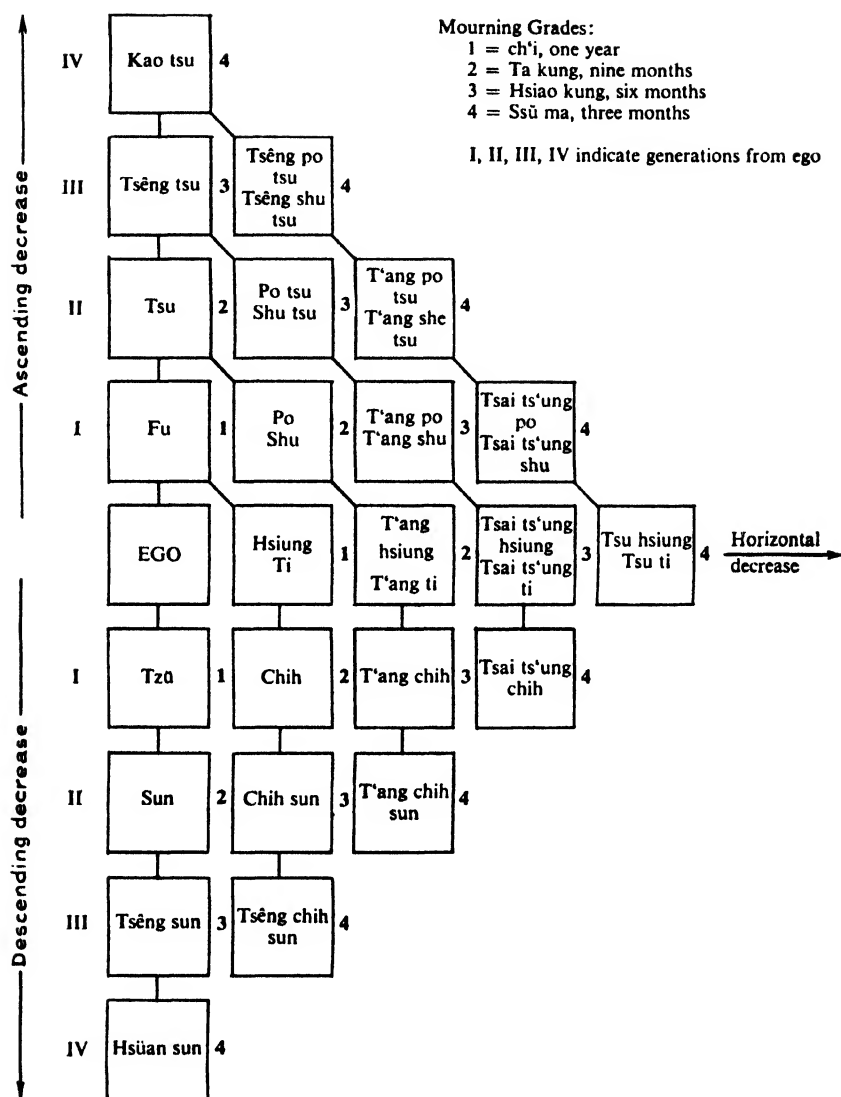 Mourning Grades:
1 = ch‘i, one year
2 = Ta kung, nine months
3 = Hsiao kung, six months
4 = Ssŭ ma, three months
I, II, III, IV indicate generations from ego
Ascending decrease
IV
Kao tsu
4
III
Tsêng tsu
3
Tsêng po
tsu
Tsêng shu
tsu
4
II
Tsu
2
Po tsu
Shu tsu
3
T‘ang po
tsu
T‘ang she
tsu
4
I
Fu
1
Po
Shu
2
T‘ang po
T‘ang shu
3
Tsai ts‘ung
po
Tsai ts‘ung
shu
4
EGO
Hsiung
Ti
1
T‘ang
hsiung
T‘ang ti
2
Tsai ts‘ung
hsiung
Tsai ts‘ung
ti
3
Tsu hsiung
Tsu ti
4
Horizontal
decrease
Descending decrease
I
Tzŭ
1
Chih
2
T‘ang chih
3
Tsai ts‘ung
chih
4
II
Sun
2
Chih sun
3
T‘ang chih
sun
4
III
Tsêng sun
3
Tsêng chih
sun
4
IV
Hsüan sun
4